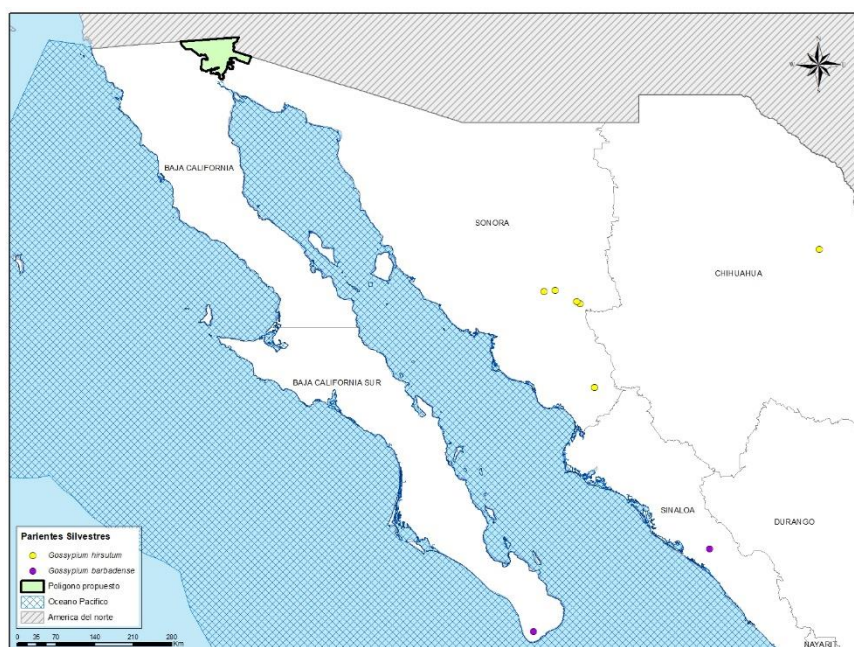 N
W
E
S
BAJA CALIFORNIA
SONORA
CHIHUAHUA
BAJA CALIFORNIA SUR
SINALOA
DURANGO
NAYARIT
Parientes Silvestres
Gossypium hirsutum
Gossypium barbadense
Poligono propuesto
Oceano Pacifico
America del norte
0 35 70 140 210 280
Km